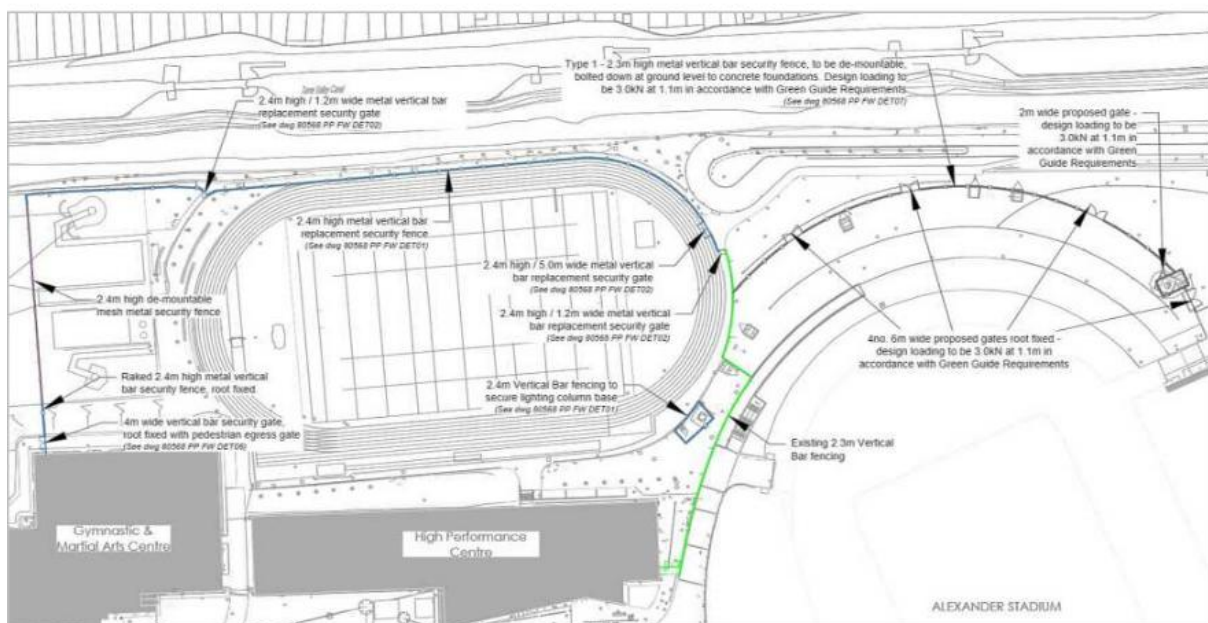 Tame Valley Canal
2.4m high / 1.2m wide metal vertical bar
replacement security gate
(See dwg 80568 PP FW DET02)
Type 1 - 2.3m high metal vertical bar security fence, to be de-mountable,
bolted down at ground level to concrete foundations. Design loading to
be 3.0kN at 1.1m in accordance with Green Guide Requirements
(See dwg 80568 PP FW DET07)
2m wide proposed gate -
design loading to be
3.0kN at 1.1m in
accordance with Green
Guide Requirements
2.4m high metal vertical bar
replacement security fence
(See dwg 80568 PP FW DET01)
2.4m high / 5.0m wide metal vertical
bar replacement security gate
(See dwg 80568 PP FW DET02)
2.4m high de-mountable
mesh metal security fence
2.4m high / 1.2m wide metal vertical
bar replacement security gate
(See dwg 80568 PP FW DET02)
4no. 6m wide proposed gates root fixed -
design loading to be 3.0kN at 1.1m in
accordance with Green Guide Requirements
Raked 2.4m high metal vertical
bar security fence, root fixed
2.4m Vertical Bar fencing to
secure lighting column base
(See dwg 80568 PP FW DET01)
4m wide vertical bar security gate,
root fixed with pedestrian egress gate
(See dwg 80568 PP FW DET06)
Existing 2.3m Vertical
Bar fencing
Gymnastic &
Martial Arts Centre
High Performance
Centre
ALEXANDER STADIUM